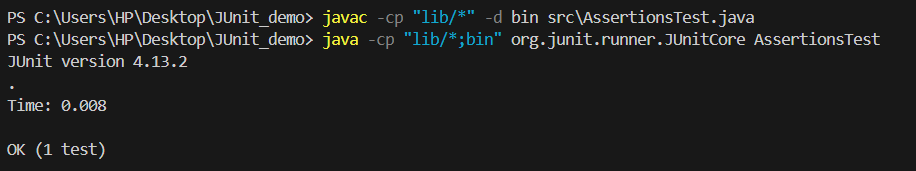 PS C:\Users\HP\Desktop\JUnit_demo> javac -cp "lib/*" -d bin src\AssertionsTest.java
PS C:\Users\HP\Desktop\JUnit_demo> java -cp "lib/*;bin" org.junit.runner.JUnitCore AssertionsTest
JUnit version 4.13.2
.
Time: 0.008
OK (1 test)